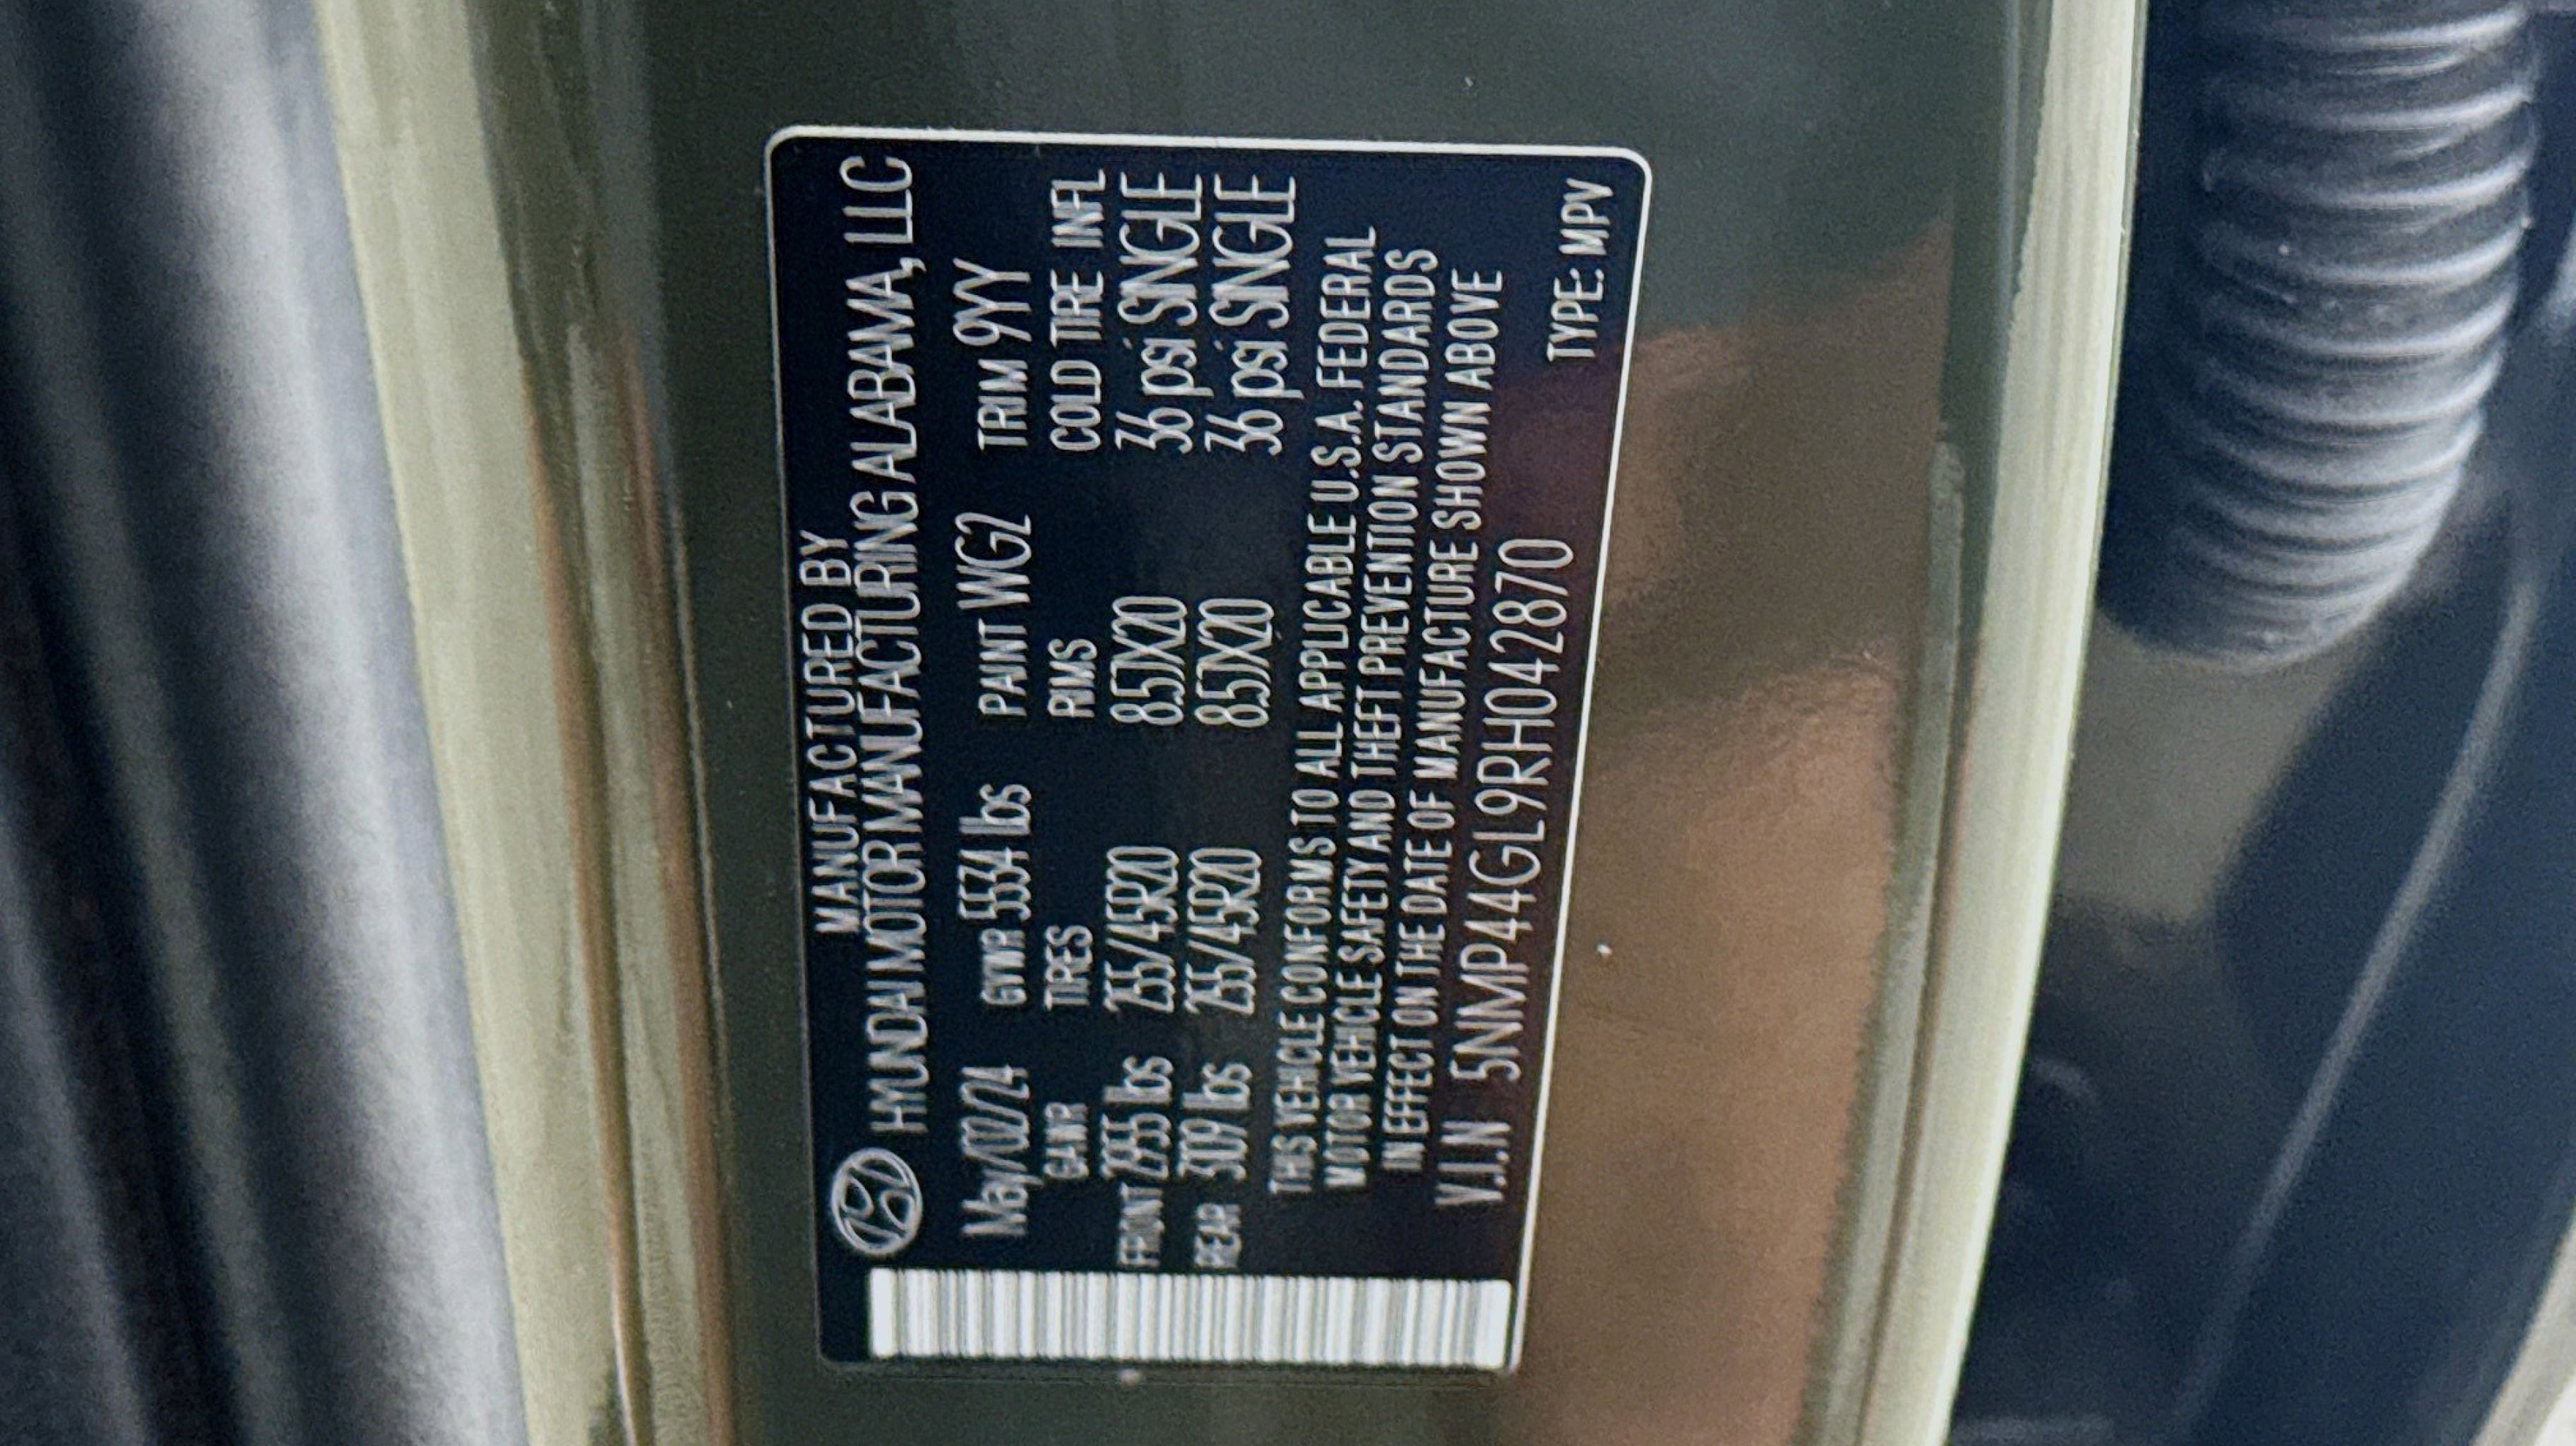 MANUFACTURED BY
HYUNDAI MOTOR MANUFACTURING ALABAMA, LLC
May/02/24 GVWR 5534 lbs PAINT WG2 TRIM 9YY
GAWR TIRES RIMS COLD TIRE INFL
FRONT 2955 lbs 255/45R20 8.5JX20 36 psi SINGLE
REAR 3109 lbs 255/45R20 8.5JX20 36 psi SINGLE
THIS VEHICLE CONFORMS TO ALL APPLICABLE U.S.A. FEDERAL
MOTOR VEHICLE SAFETY AND THEFT PREVENTION STANDARDS
IN EFFECT ON THE DATE OF MANUFACTURE SHOWN ABOVE
V.I.N 5NMP44GL9RH042870
TYPE: MPV